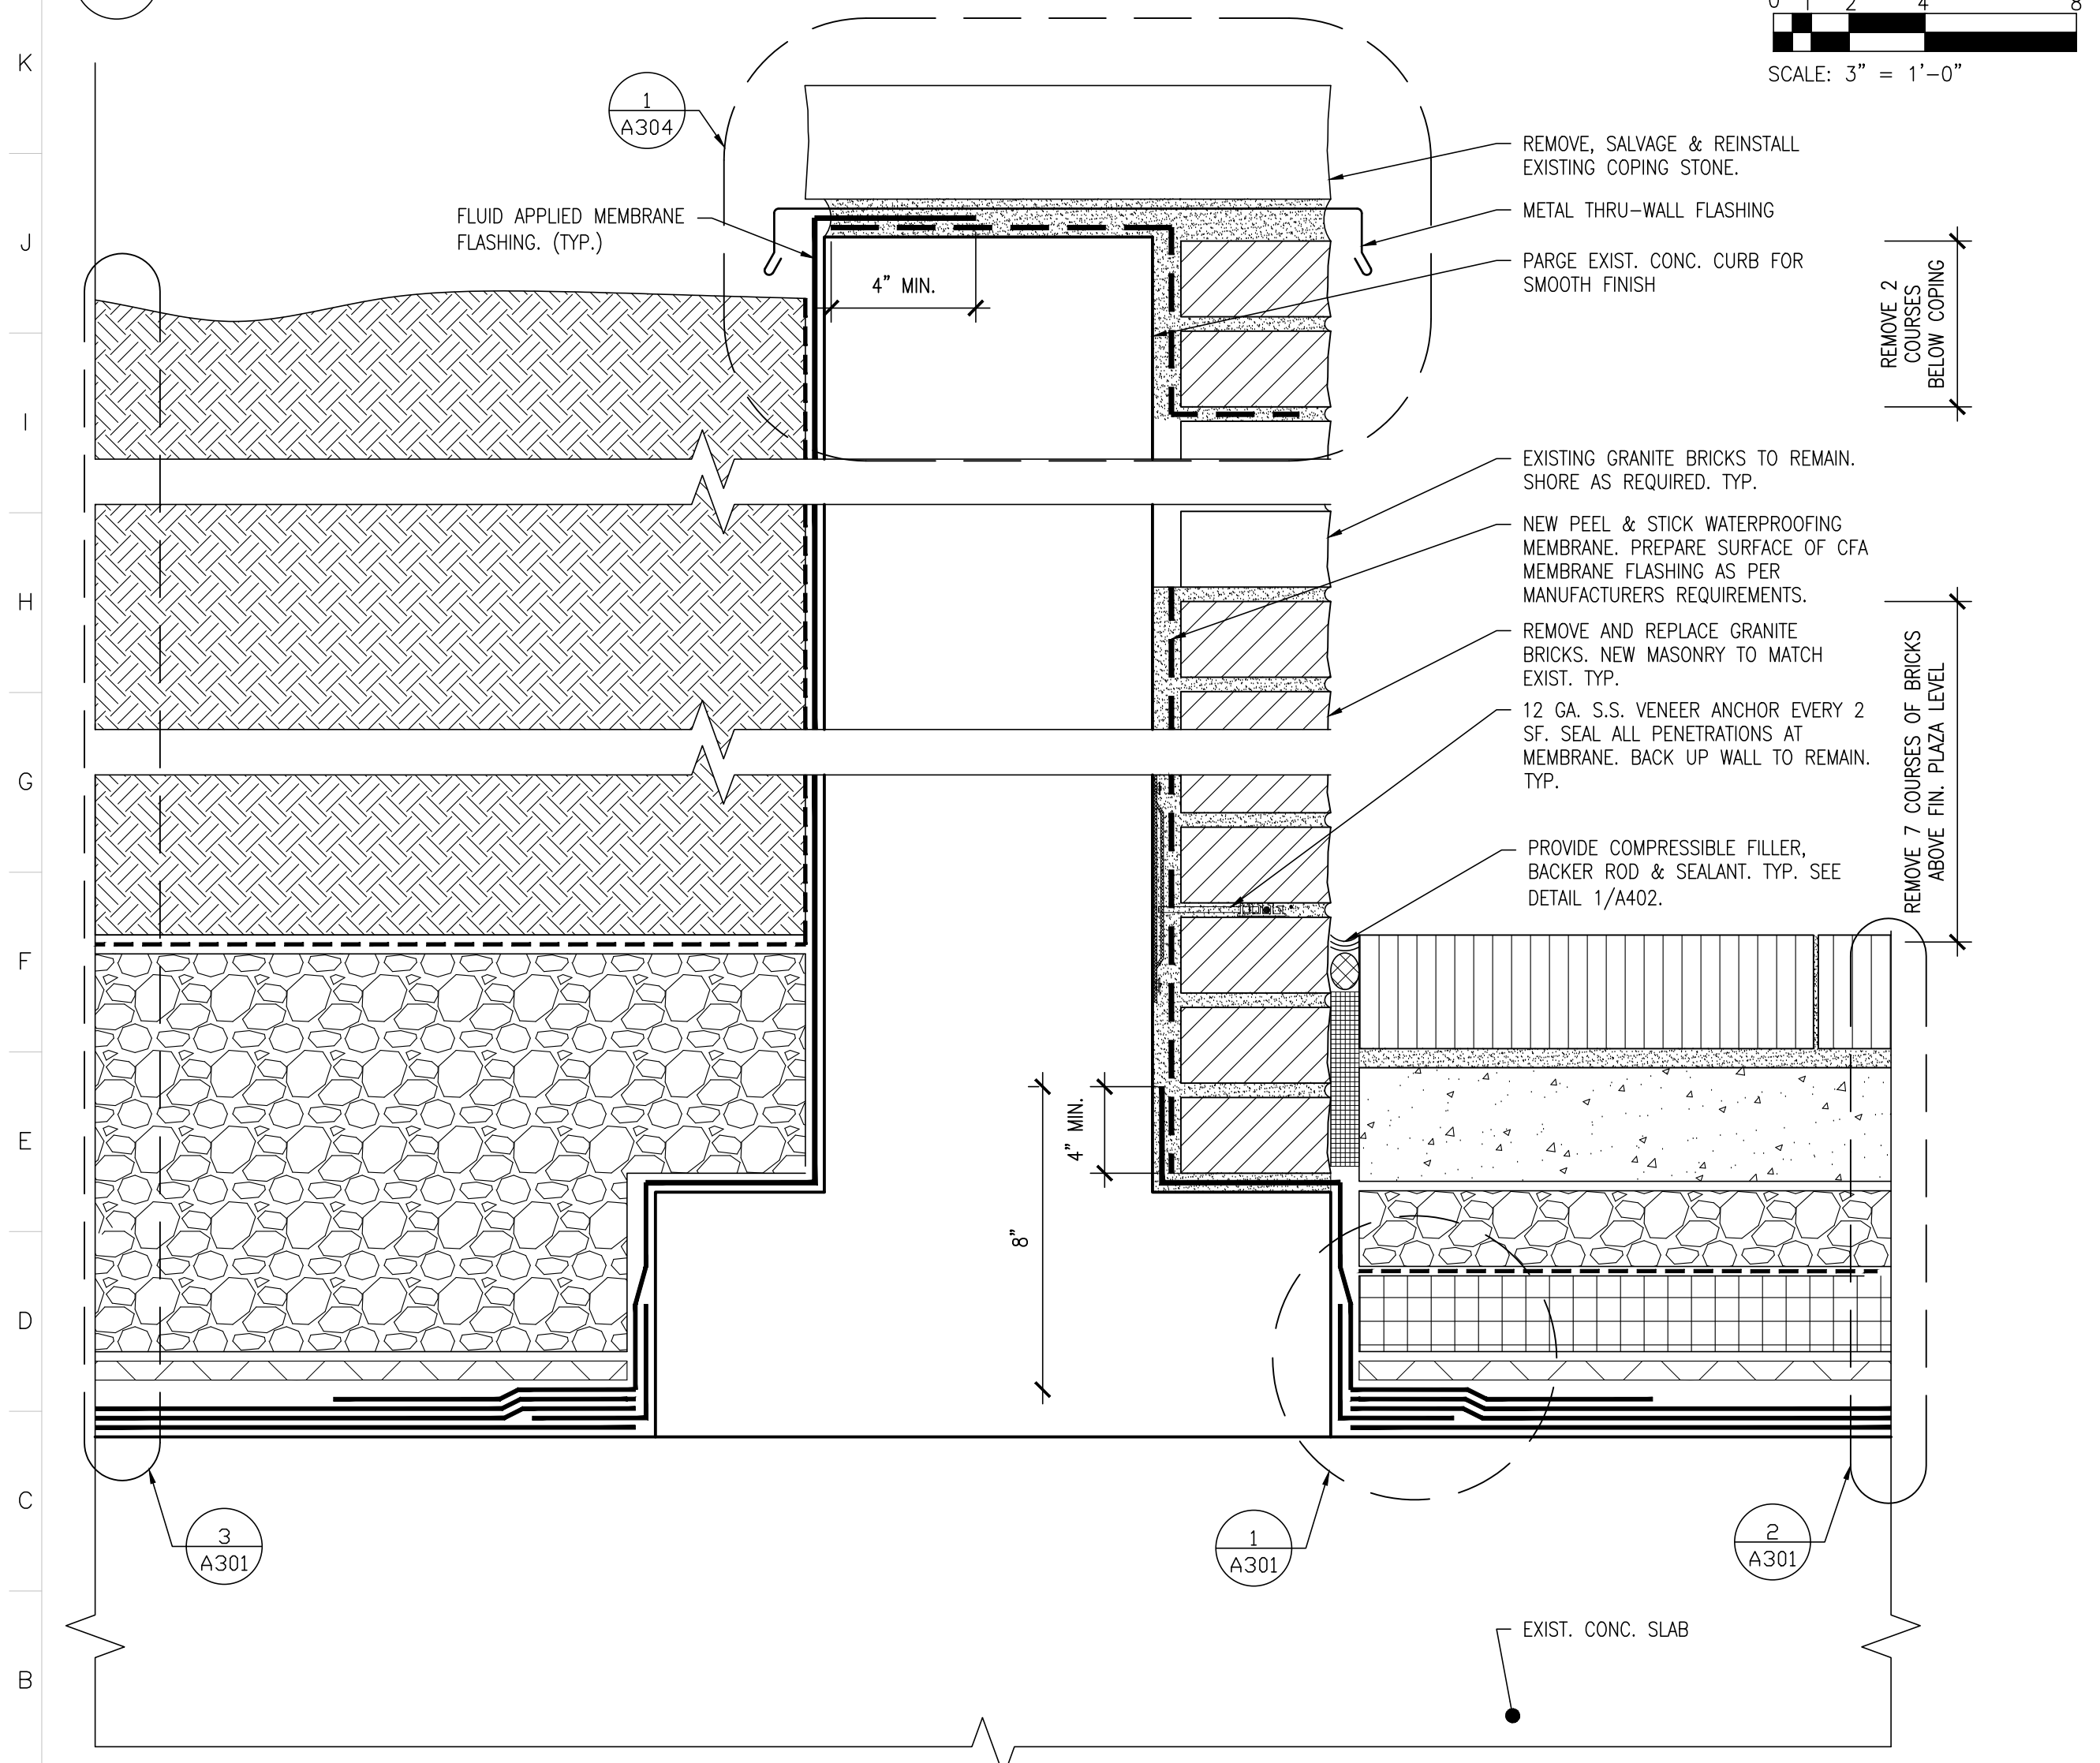 0 1 2 4 8
SCALE: 3" = 1'-0"
K
J
I
H
G
F
E
D
C
B
1
A304
FLUID APPLIED MEMBRANE
FLASHING. (TYP.)
4" MIN.
REMOVE, SALVAGE & REINSTALL
EXISTING COPING STONE.
METAL THRU-WALL FLASHING
PARGE EXIST. CONC. CURB FOR
SMOOTH FINISH
REMOVE 2
COURSES
BELOW COPING
EXISTING GRANITE BRICKS TO REMAIN.
SHORE AS REQUIRED. TYP.
NEW PEEL & STICK WATERPROOFING
MEMBRANE. PREPARE SURFACE OF CFA
MEMBRANE FLASHING AS PER
MANUFACTURERS REQUIREMENTS.
REMOVE AND REPLACE GRANITE
BRICKS. NEW MASONRY TO MATCH
EXIST. TYP.
12 GA. S.S. VENEER ANCHOR EVERY 2
SF. SEAL ALL PENETRATIONS AT
MEMBRANE. BACK UP WALL TO REMAIN.
TYP.
PROVIDE COMPRESSIBLE FILLER,
BACKER ROD & SEALANT. TYP. SEE
DETAIL 1/A402.
REMOVE 7 COURSES OF BRICKS
ABOVE FIN. PLAZA LEVEL
4" MIN.
8"
3
A301
1
A301
2
A301
EXIST. CONC. SLAB